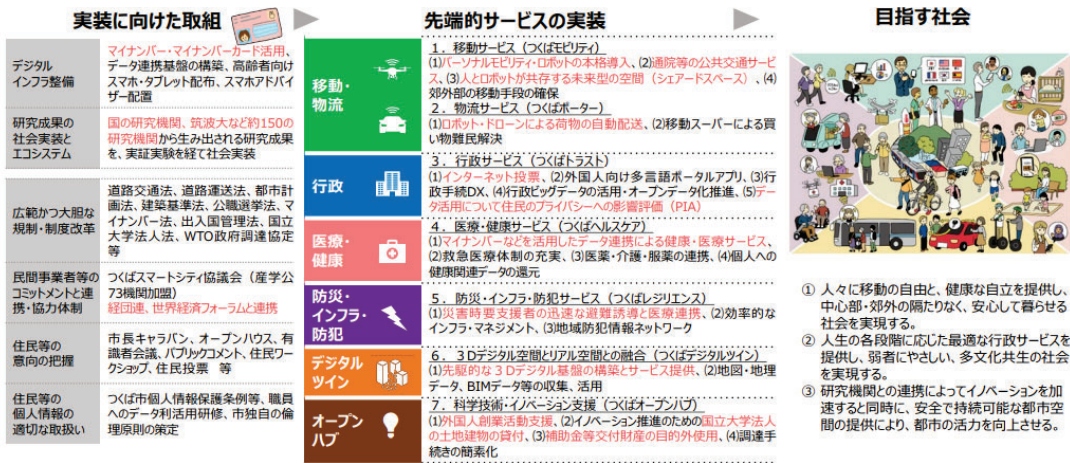 実装に向けた取組
先端的サービスの実装
目指す社会
デジタル
インフラ整備
マイナンバー・マイナンバーカード活用、
データ連携基盤の構築、高齢者向け
スマホ・タブレット配布、スマホアドバイ
ザー配置
研究成果の
社会実装と
エコシステム
国の研究機関、筑波大など約150の
研究機関から生み出される研究成果
を、実証実験を経て社会実装
広範かつ大胆な
規制・制度改革
道路交通法、道路運送法、都市計
画法、建築基準法、公職選挙法、マ
イナンバー法、出入国管理法、国立
大学法人法、WTO政府調達協定
等
民間事業者等の
コミットメントと連
携・協力体制
つくばスマートシティ協議会（産学公
73機関加盟）
経団連、世界経済フォーラムと連携
住民等の
意向の把握
市長キャラバン、オープンハウス、有
識者会議、パブリックコメント、住民ワー
クショップ、住民投票 等
住民等の
個人情報の
適切な取扱い
つくば市個人情報保護条例等、職員
へのデータ利活用研修、市独自の倫
理原則の策定
移動・
物流
1．移動サービス（つくばモビリティ）
(1)パーソナルモビリティ・ロボットの本格導入、(2)通院等の公共交通サービ
ス、(3)人とロボットが共存する未来型の空間（シェアードスペース）、(4)
郊外部の移動手段の確保
2．物流サービス（つくばポーター）
(1)ロボット・ドローンによる荷物の自動配送、(2)移動スーパーによる買
い物難民解決
行政
3．行政サービス（つくばトラスト）
(1)インターネット投票、(2)外国人向け多言語ポータルアプリ、(3)行
政手続DX、(4)行政ビッグデータの活用・オープンデータ化推進、(5)デー
タ活用について住民のプライバシーへの影響評価（PIA）
医療・
健康
4．医療・健康サービス（つくばヘルスケア）
(1)マイナンバーなどを活用したデータ連携による健康・医療サービス、
(2)救急医療体制の充実、(3)医薬・介護・服薬の連携、(4)個人への
健康関連データの還元
防災・
インフラ・
防犯
5．防災・インフラ・防犯サービス（つくばレジリエンス）
(1)災害時要支援者の迅速な避難誘導と医療連携、(2)効率的な
インフラ・マネジメント、(3)地域防犯情報ネットワーク
デジタル
ツイン
6．3Dデジタル空間とリアル空間との融合（つくばデジタルツイン）
(1)先駆的な3Dデジタル基盤の構築とサービス提供、(2)地図・地理
データ、BIMデータ等の収集、活用
オープン
ハブ
7．科学技術・イノベーション支援（つくばオープンハブ）
(1)外国人創業活動支援、(2)イノベーション推進のための国立大学法人
の土地建物の貸付、(3)補助金等交付財産の目的外使用、(4)調達手
続きの簡素化
① 人々に移動の自由と、健康な自立を提供し、
中心部・郊外の隔たりなく、安心して暮らせる
社会を実現する。
② 人生の各段階に応じた最適な行政サービスを
提供し、弱者にやさしい、多文化共生の社会
を実現する。
③ 研究機関との連携によってイノベーションを加
速すると同時に、安全で持続可能な都市空
間の提供により、都市の活力を向上させる。